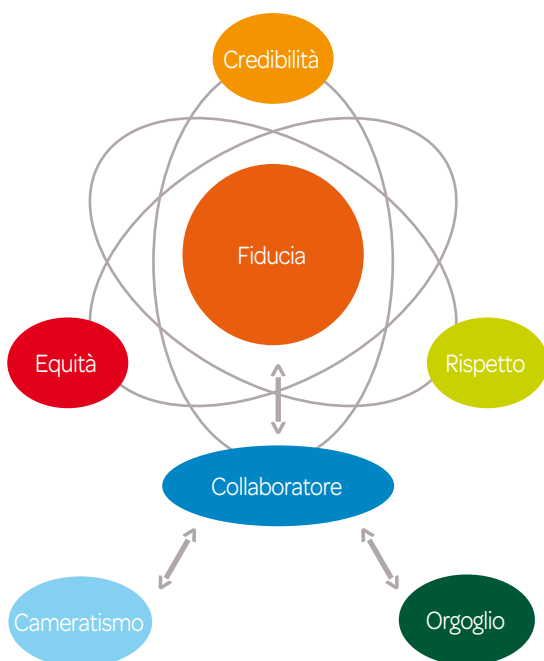 Credibilità
Fiducia
Equità
Rispetto
Collaboratore
Cameratismo
Orgoglio